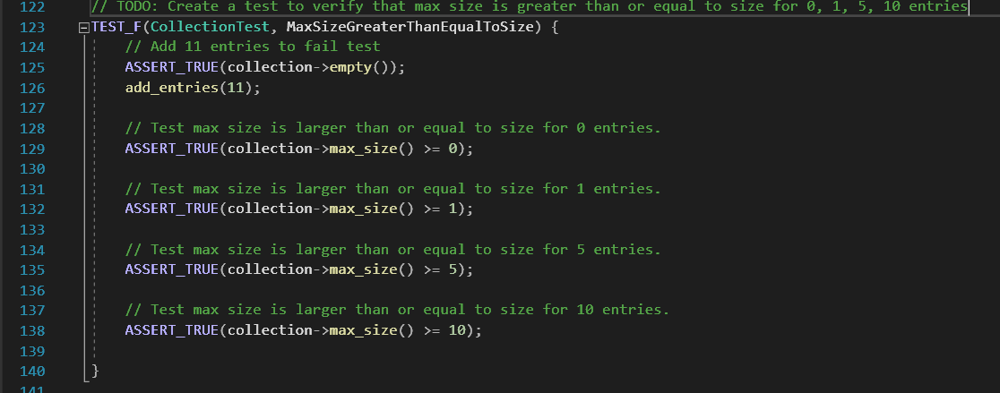 122 // TODO: Create a test to verify that max size is greater than or equal to size for 0, 1, 5, 10 entries
123 TEST_F(CollectionTest, MaxSizeGreaterThanEqualToSize) {
124 // Add 11 entries to fail test
125 ASSERT_TRUE(collection->empty());
126 add_entries(11);
127
128 // Test max size is larger than or equal to size for 0 entries.
129 ASSERT_TRUE(collection->max_size() >= 0);
130
131 // Test max size is larger than or equal to size for 1 entries.
132 ASSERT_TRUE(collection->max_size() >= 1);
133
134 // Test max size is larger than or equal to size for 5 entries.
135 ASSERT_TRUE(collection->max_size() >= 5);
136
137 // Test max size is larger than or equal to size for 10 entries.
138 ASSERT_TRUE(collection->max_size() >= 10);
139
140 }
141